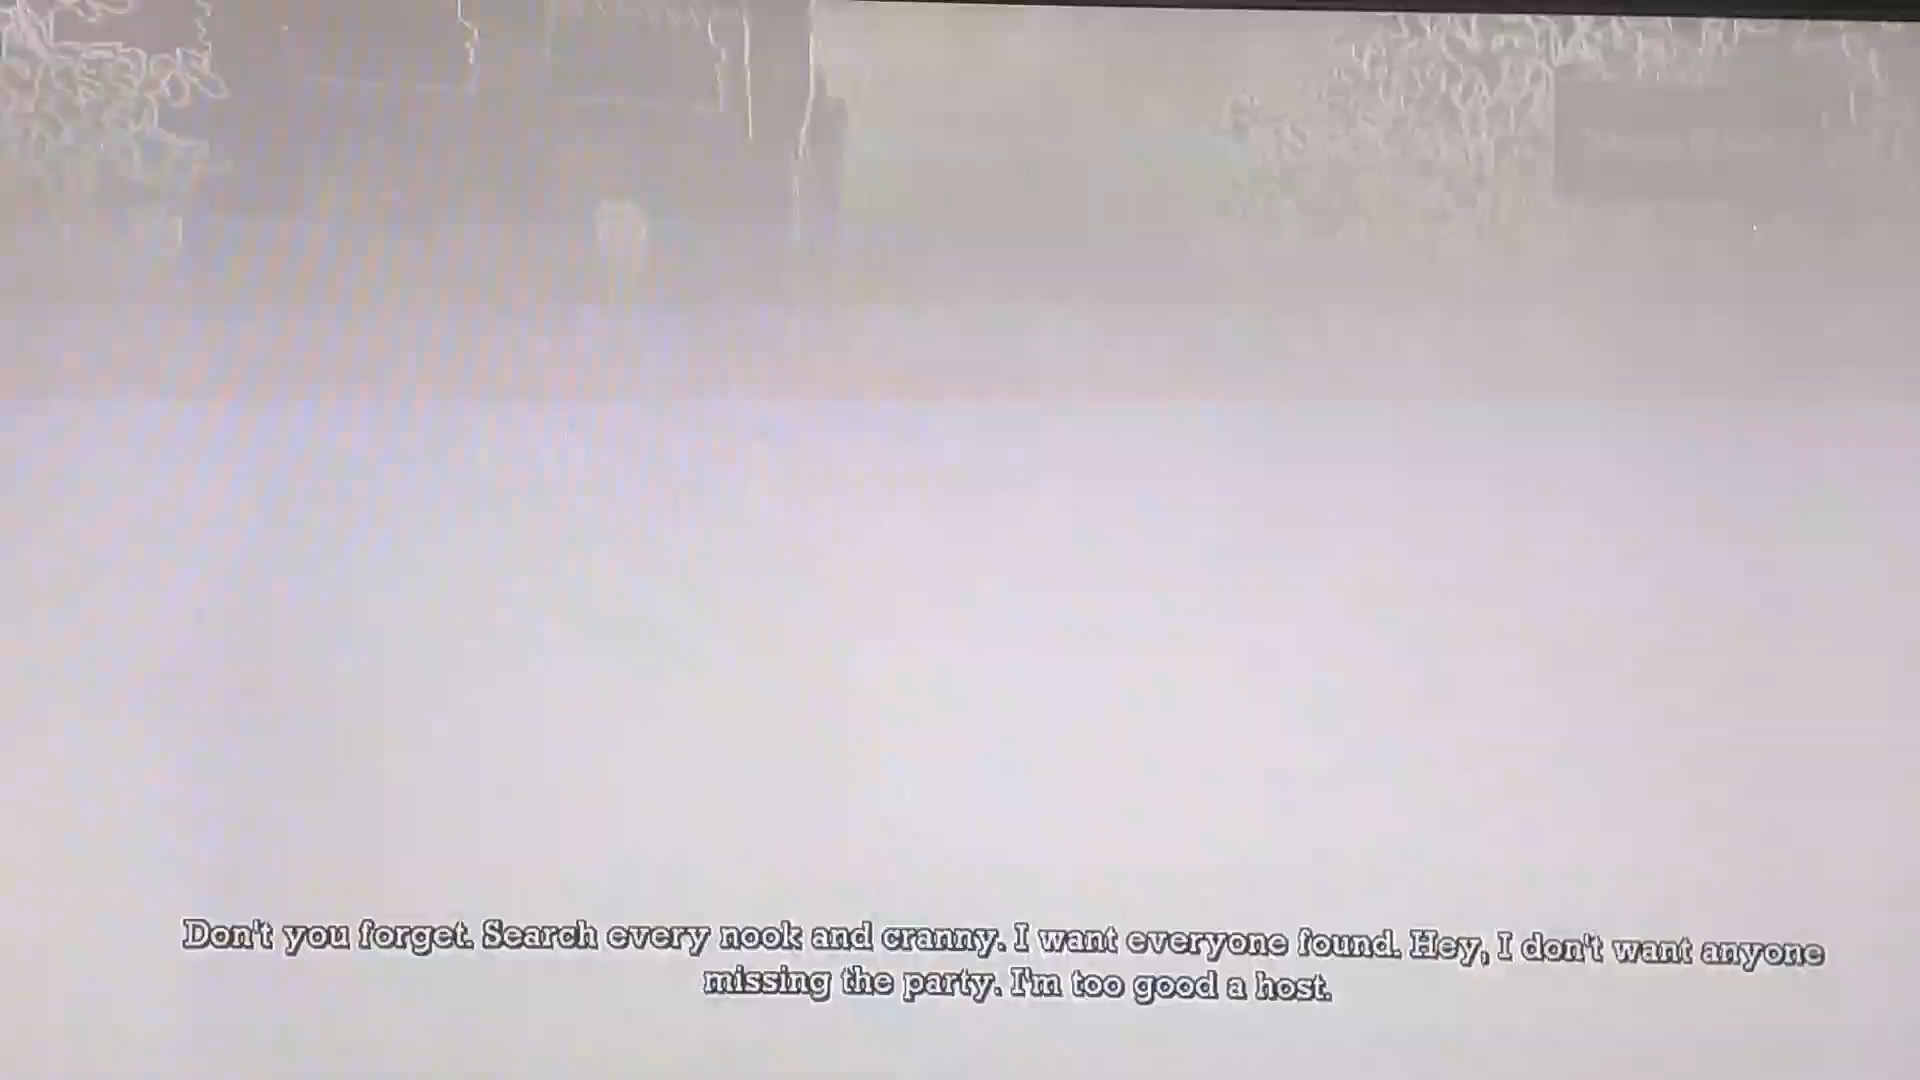 Don't you forget. Search every nook and cranny. I want everyone found. Hey, I don't want anyone
missing the party. I'm too good a host.